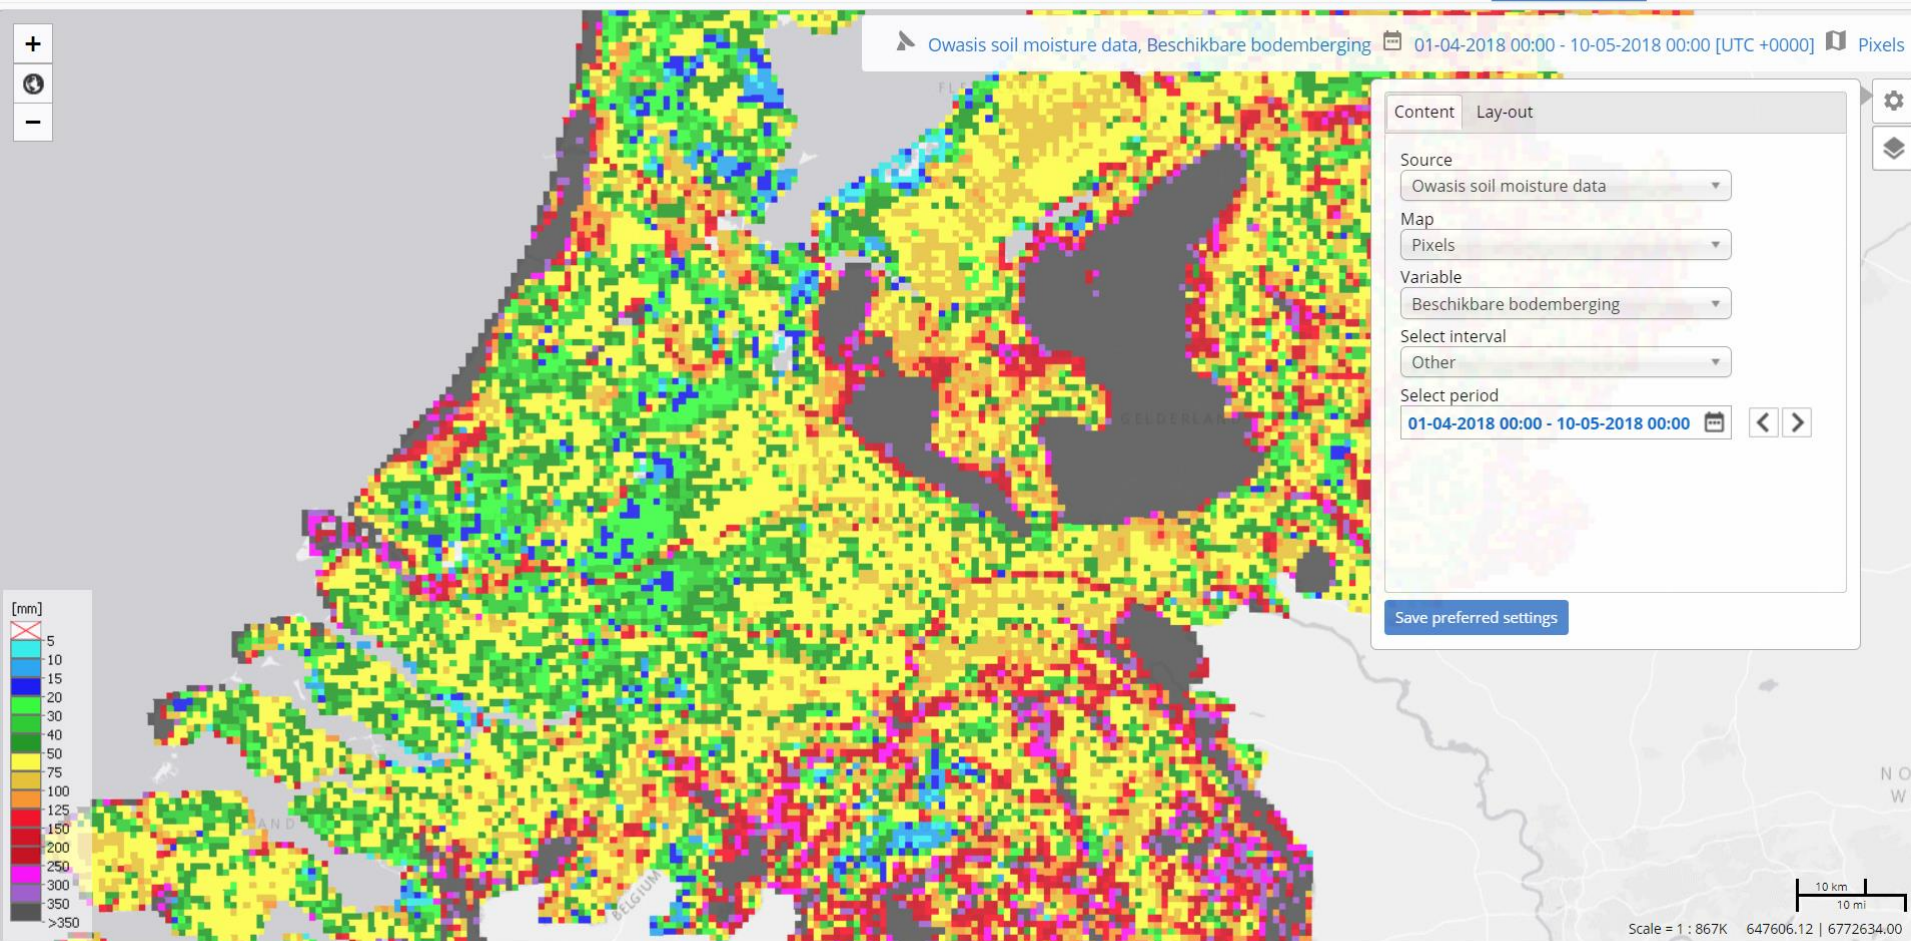 Owasis soil moisture data, Beschikbare bodemberging 01-04-2018 00:00 - 10-05-2018 00:00 [UTC +0000] Pixels
+
−
Content Lay-out
Source
Owasis soil moisture data
Map
Pixels
Variable
Beschikbare bodemberging
Select interval
Other
Select period
01-04-2018 00:00 - 10-05-2018 00:00
Save preferred settings
GELDERLAND
[mm]
5
10
15
20
30
40
50
75
100
125
150
200
250
300
350
>350
AND
BELGIUM
N O
W
10 km
10 mi
Scale = 1 : 867K 647606.12 | 6772634.00